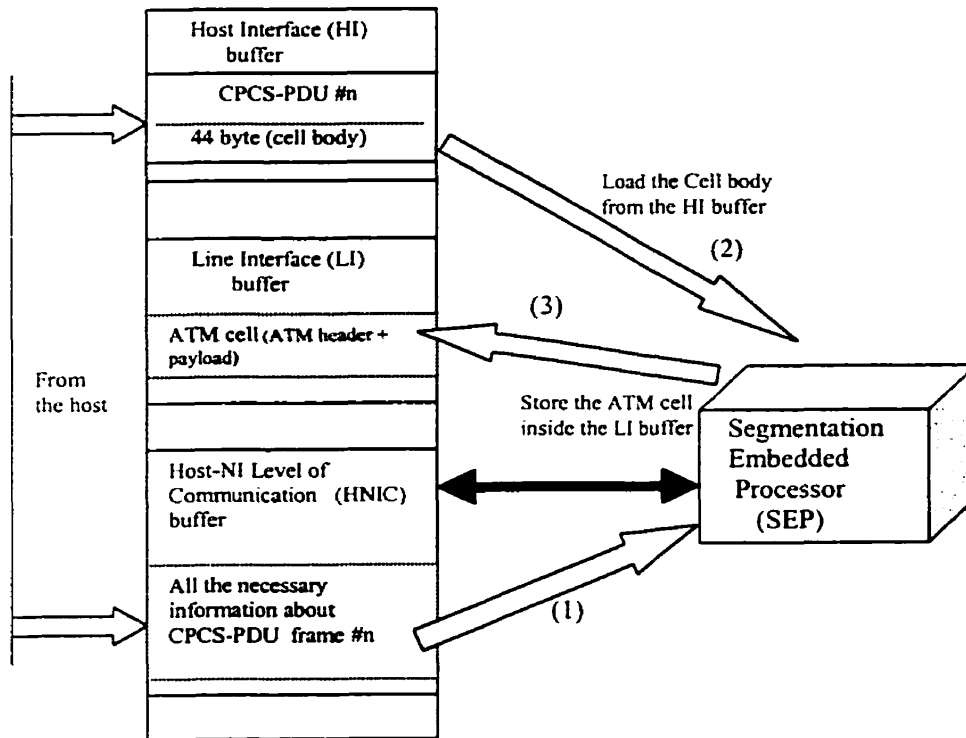 Host Interface (HI)
buffer
CPCS-PDU #n
44 byte (cell body)
Load the Cell body
from the HI buffer
(2)
Line Interface (LI)
buffer
(3)
ATM cell (ATM header +
payload)
From
the host
Store the ATM cell
inside the LI buffer
Segmentation
Embedded
Processor
(SEP)
Host-NI Level of
Communication (HNIC)
buffer
All the necessary
information about
CPCS-PDU frame #n
(1)